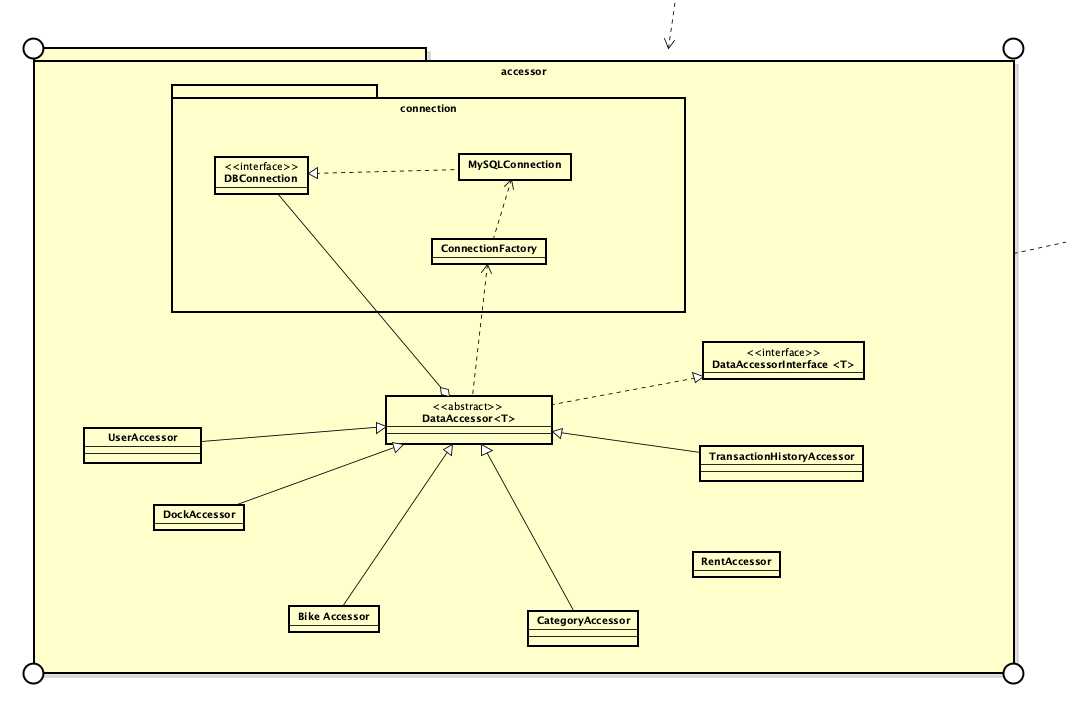 accessor
connection
<<interface>>
DBConnection
MySQLConnection
ConnectionFactory
<<interface>>
DataAccessorInterface <T>
<<abstract>>
DataAccessor<T>
UserAccessor
TransactionHistoryAccessor
DockAccessor
RentAccessor
Bike Accessor
CategoryAccessor